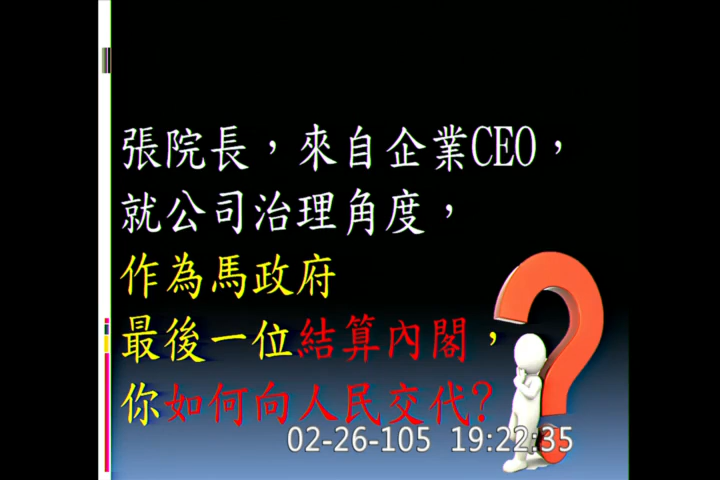 張院長，來自企業CEO，
就公司治理角度，
作為馬政府
最後一位結算內閣，
你如何向人民交代?
02-26-105 19:22:35